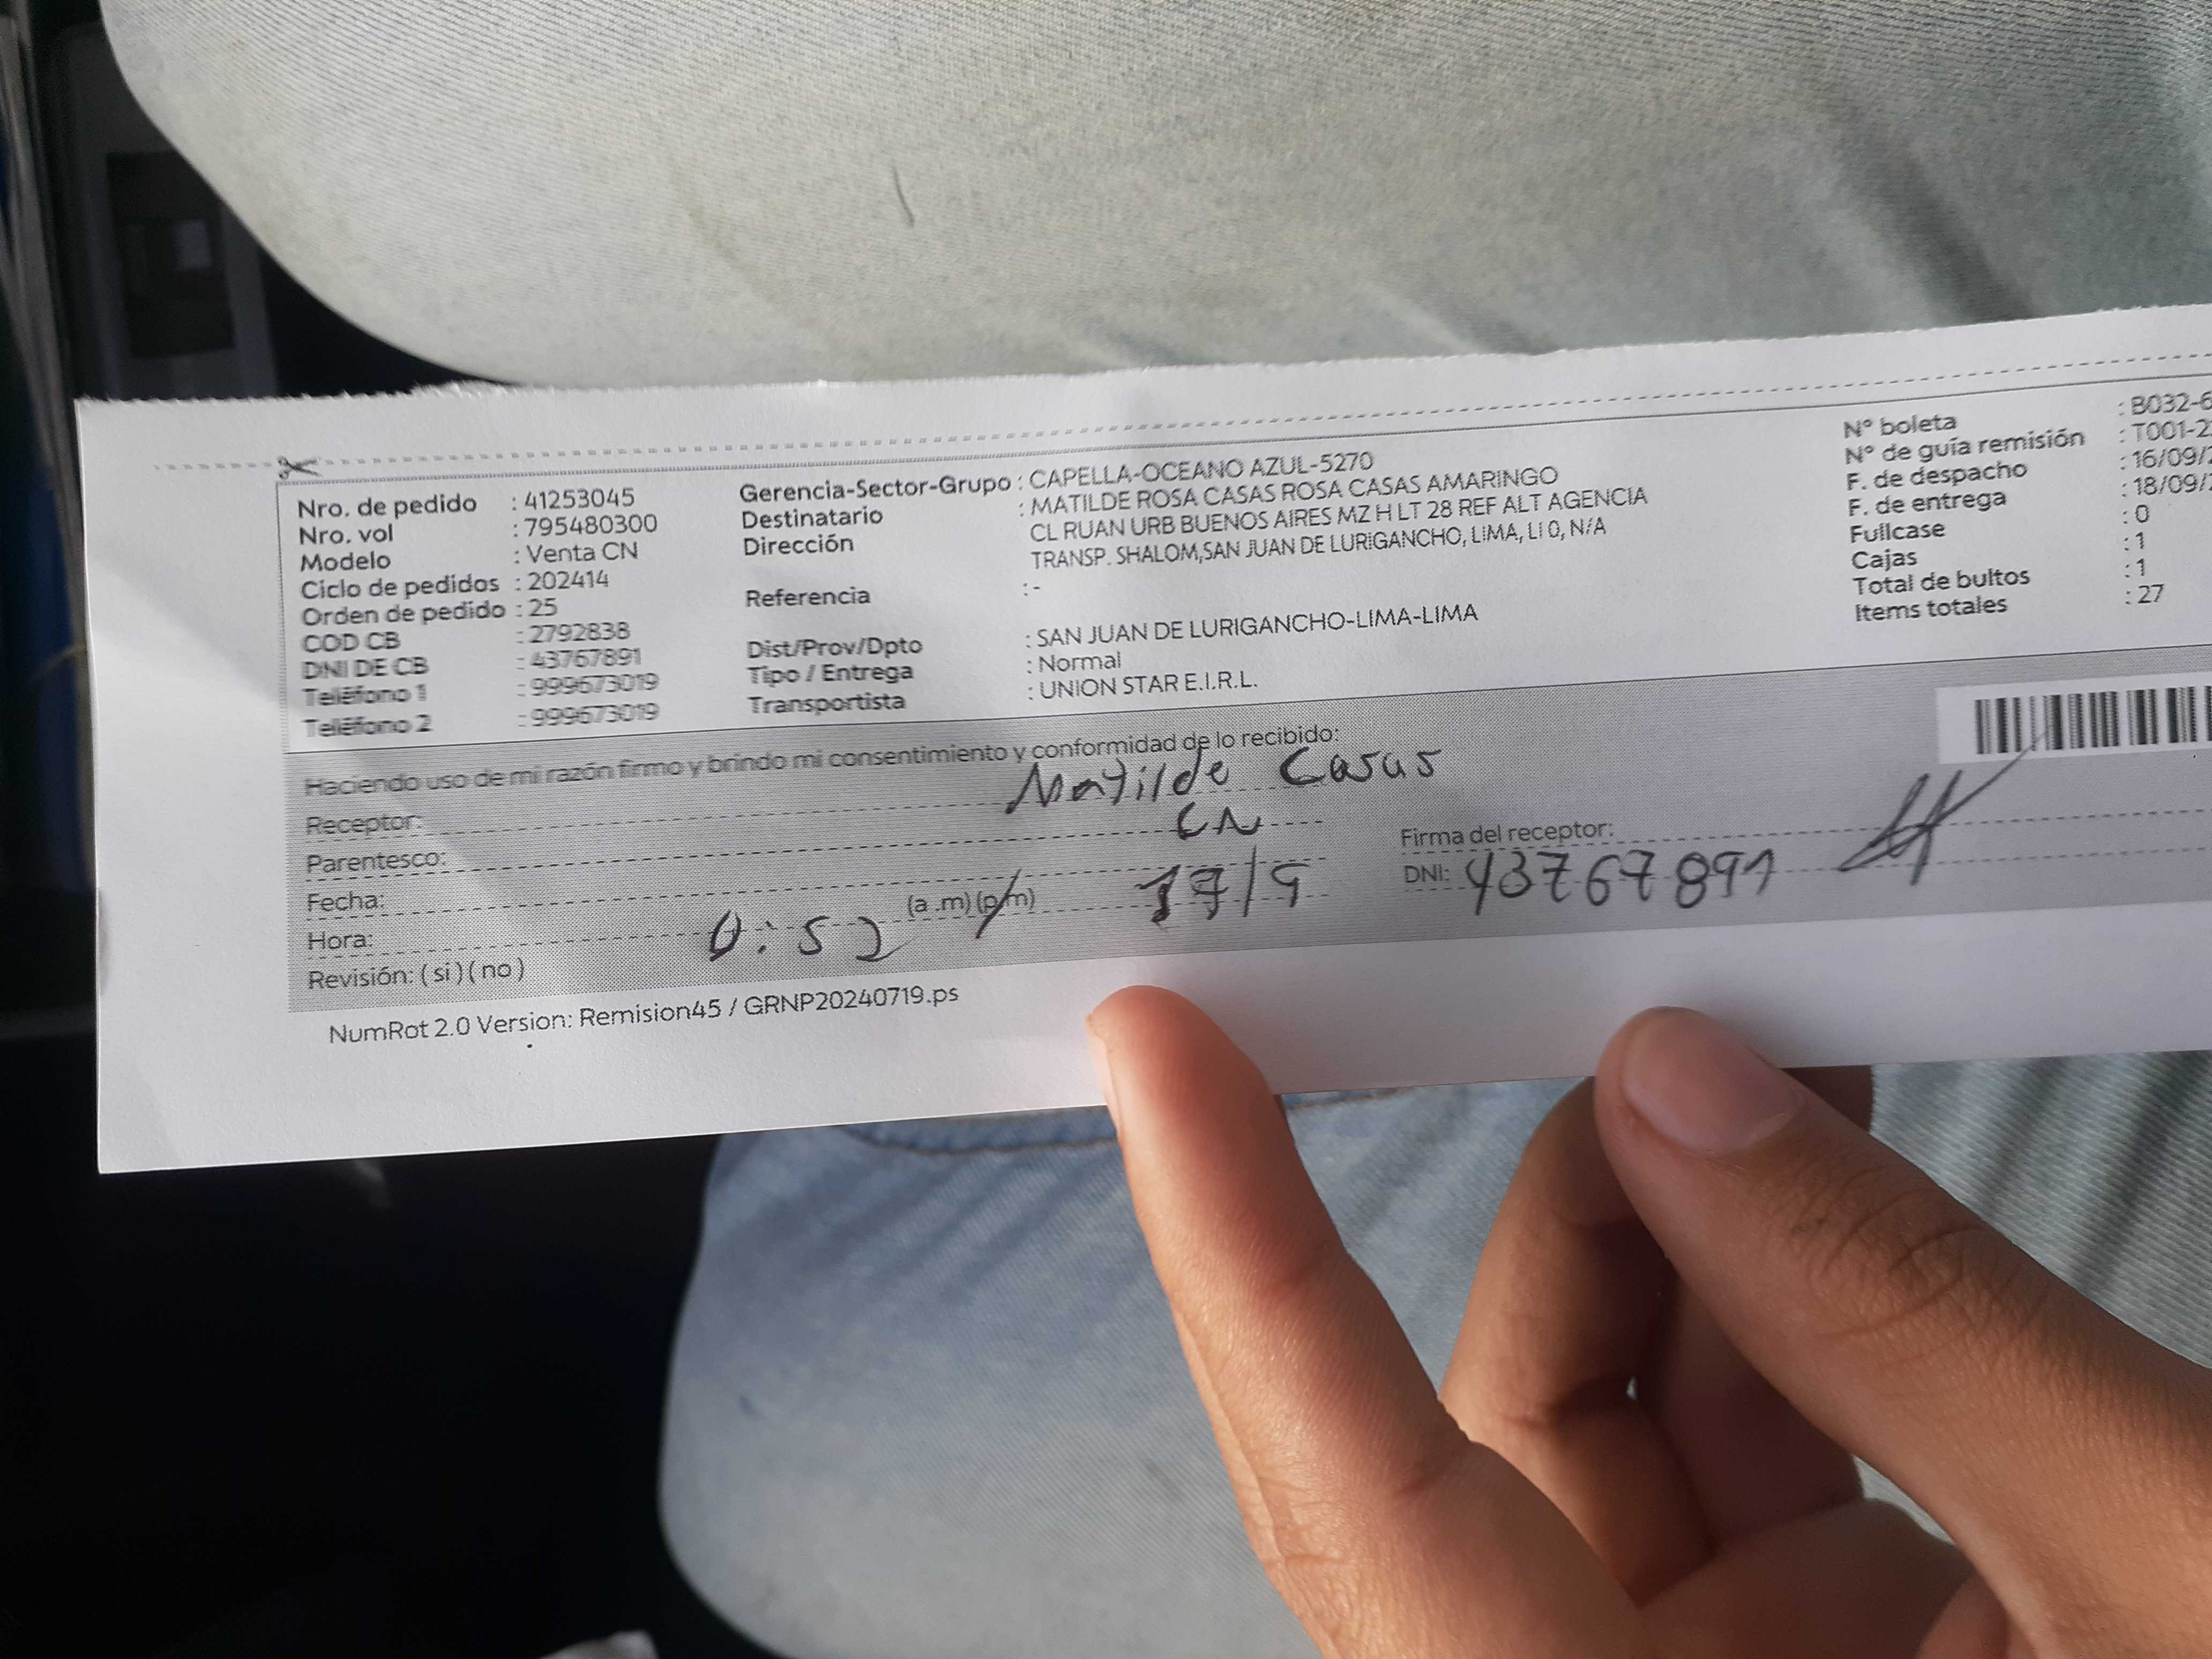 Nro. de pedido : 41253045
Nro. vol : 795480300
Modelo : Venta CN
Ciclo de pedidos : 202414
Orden de pedido : 25
COD CB : 2792838
DNI DE CB : 43767891
Teléfono 1 : 999673019
Teléfono 2 : 999673019
Gerencia-Sector-Grupo : CAPELLA-OCEANO AZUL-5270
Destinatario : MATILDE ROSA CASAS ROSA CASAS AMARINGO
Dirección CL RUAN URB BUENOS AIRES MZ H LT 28 REF ALT AGENCIA
TRANSP. SHALOM,SAN JUAN DE LURIGANCHO, LIMA, LI 0, N/A
Referencia : -
Dist/Prov/Dpto : SAN JUAN DE LURIGANCHO-LIMA-LIMA
Tipo / Entrega : Normal
Transportista : UNION STAR E.I.R.L.
N° boleta : B032-6
N° de guía remisión : T001-2
F. de despacho : 16/09/
F. de entrega : 18/09/
Fullcase : 0
Cajas : 1
Total de bultos : 1
Items totales : 27
Haciendo uso de mi razón firmo y brindo mi consentimiento y conformidad de lo recibido:
Receptor: Matilde Casas
Parentesco: CN
Fecha: 17/9
Hora: 0:52 (a .m) (p/m)
Revisión: ( si ) ( no )
Firma del receptor:
DNI: 43767891
NumRot 2.0 Version: Remision45 / GRNP20240719.ps